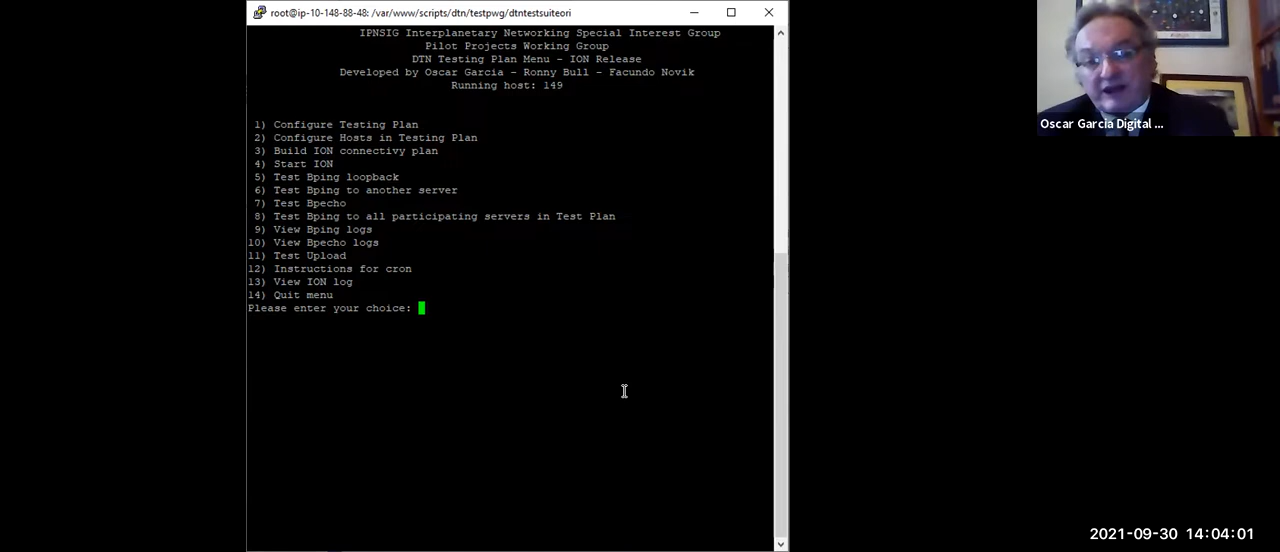 root@ip-10-148-88-48: /var/www/scripts/dtn/testpwg/dtntestsuiteori
IPNSIG Interplanetary Networking Special Interest Group
Pilot Projects Working Group
DTN Testing Plan Menu - ION Release
Developed by Oscar Garcia - Ronny Bull - Facundo Novik
Running host: 149
1) Configure Testing Plan
2) Configure Hosts in Testing Plan
3) Build ION connectivy plan
4) Start ION
5) Test Bping loopback
6) Test Bping to another server
7) Test Bpecho
8) Test Bping to all participating servers in Test Plan
9) View Bping logs
10) View Bpecho logs
11) Test Upload
12) Instructions for cron
13) View ION log
14) Quit menu
Please enter your choice:
Oscar Garcia Digital ...
2021-09-30 14:04:01